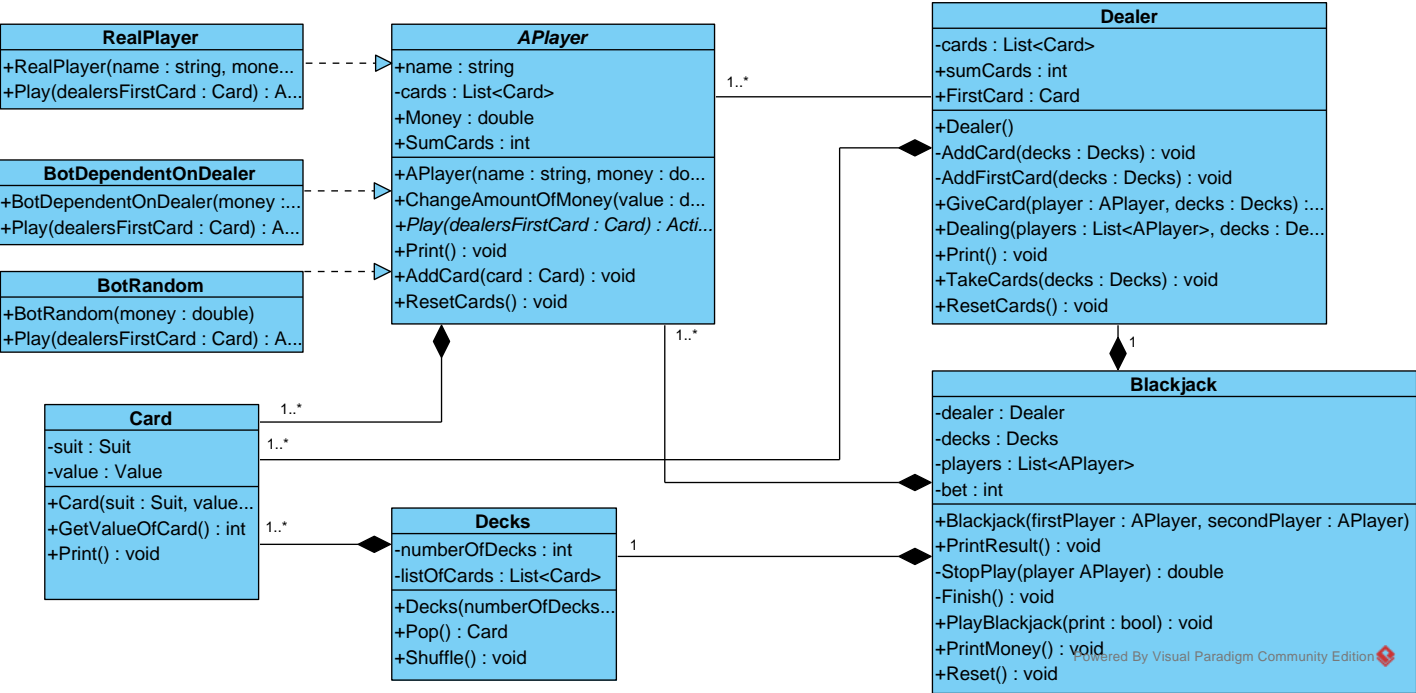 RealPlayer
+RealPlayer(name : string, mone...
+Play(dealersFirstCard : Card) : A...
BotDependentOnDealer
+BotDependentOnDealer(money :...
+Play(dealersFirstCard : Card) : A...
BotRandom
+BotRandom(money : double)
+Play(dealersFirstCard : Card) : A...
APlayer
+name : string
-cards : List<Card>
+Money : double
+SumCards : int
+APlayer(name : string, money : do...
+ChangeAmountOfMoney(value : d...
+Play(dealersFirstCard : Card) : Acti...
+Print() : void
+AddCard(card : Card) : void
+ResetCards() : void
1..*
1..*
Dealer
-cards : List<Card>
+sumCards : int
+FirstCard : Card
+Dealer()
-AddCard(decks : Decks) : void
-AddFirstCard(decks : Decks) : void
+GiveCard(player : APlayer, decks : Decks) :...
+Dealing(players : List<APlayer>, decks : De...
+Print() : void
+TakeCards(decks : Decks) : void
+ResetCards() : void
1
Card
-suit : Suit
-value : Value
+Card(suit : Suit, value...
+GetValueOfCard() : int
+Print() : void
1..*
1..*
1..*
Decks
-numberOfDecks : int
-listOfCards : List<Card>
+Decks(numberOfDecks...
+Pop() : Card
+Shuffle() : void
1
Blackjack
-dealer : Dealer
-decks : Decks
-players : List<APlayer>
-bet : int
+Blackjack(firstPlayer : APlayer, secondPlayer : APlayer)
+PrintResult() : void
-StopPlay(player APlayer) : double
-Finish() : void
+PlayBlackjack(print : bool) : void
+PrintMoney() : void
+Reset() : void
Powered By Visual Paradigm Community Edition